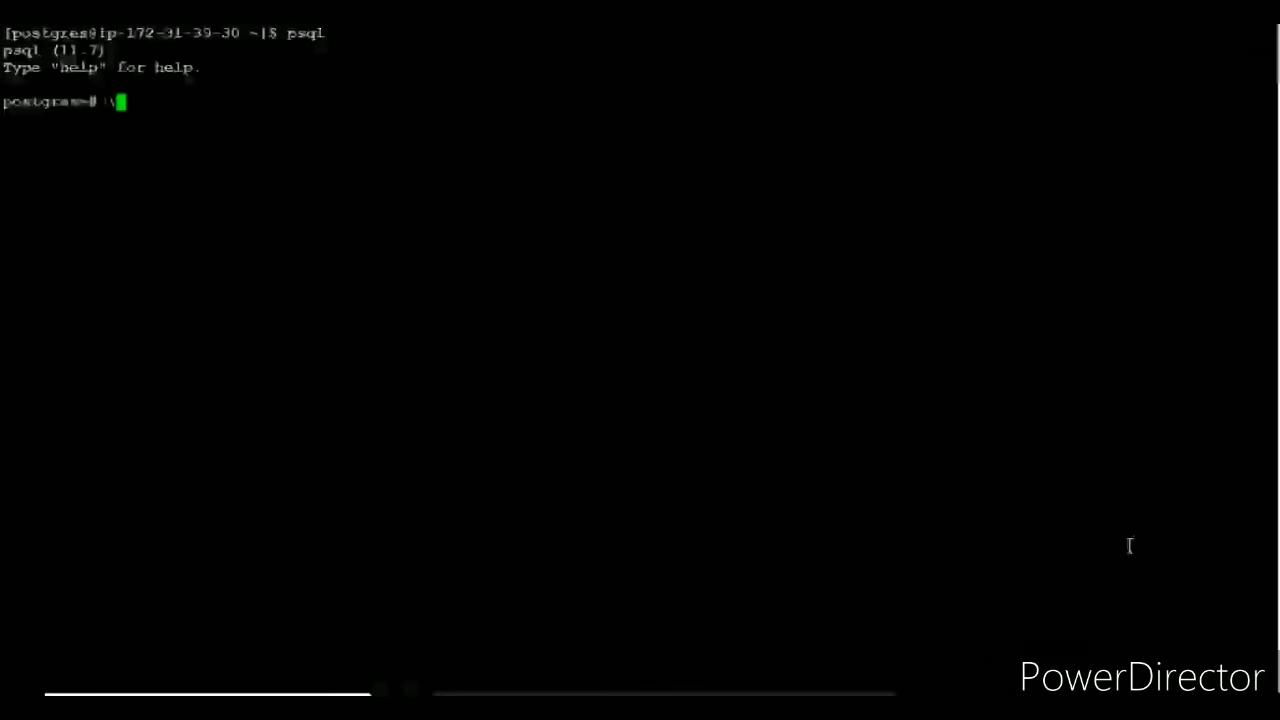 [postgres@ip-172-31-39-30 ~]$ psql
psql (11.7)
Type "help" for help.
postgres=# \
PowerDirector